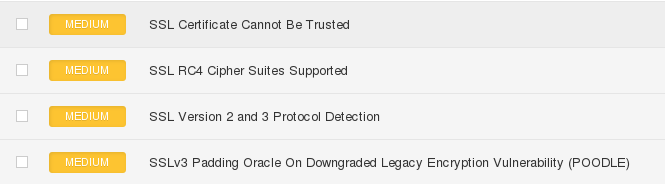 MEDIUM SSL Certificate Cannot Be Trusted
MEDIUM SSL RC4 Cipher Suites Supported
MEDIUM SSL Version 2 and 3 Protocol Detection
MEDIUM SSLv3 Padding Oracle On Downgraded Legacy Encryption Vulnerability (POODLE)